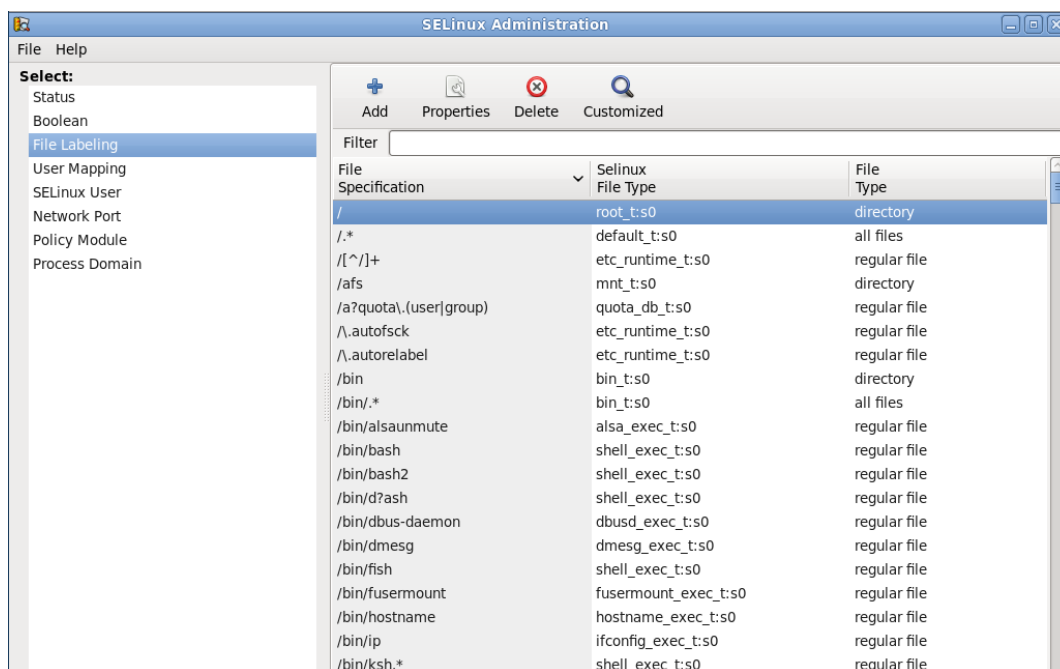 SELinux Administration
File Help
Select:
Status
Boolean
File Labeling
User Mapping
SELinux User
Network Port
Policy Module
Process Domain
Add Properties Delete Customized
Filter
File Specification Selinux File Type File Type
/ root_t:s0 directory
/.* default_t:s0 all files
/[^/]+ etc_runtime_t:s0 regular file
/afs mnt_t:s0 directory
/a?quota\.(user|group) quota_db_t:s0 regular file
/\.autofsck etc_runtime_t:s0 regular file
/\.autorelabel etc_runtime_t:s0 regular file
/bin bin_t:s0 directory
/bin/.* bin_t:s0 all files
/bin/alsaunmute alsa_exec_t:s0 regular file
/bin/bash shell_exec_t:s0 regular file
/bin/bash2 shell_exec_t:s0 regular file
/bin/d?ash shell_exec_t:s0 regular file
/bin/dbus-daemon dbusd_exec_t:s0 regular file
/bin/dmesg dmesg_exec_t:s0 regular file
/bin/fish shell_exec_t:s0 regular file
/bin/fusermount fusermount_exec_t:s0 regular file
/bin/hostname hostname_exec_t:s0 regular file
/bin/ip ifconfig_exec_t:s0 regular file
/bin/ksh.* shell_exec_t:s0 regular file